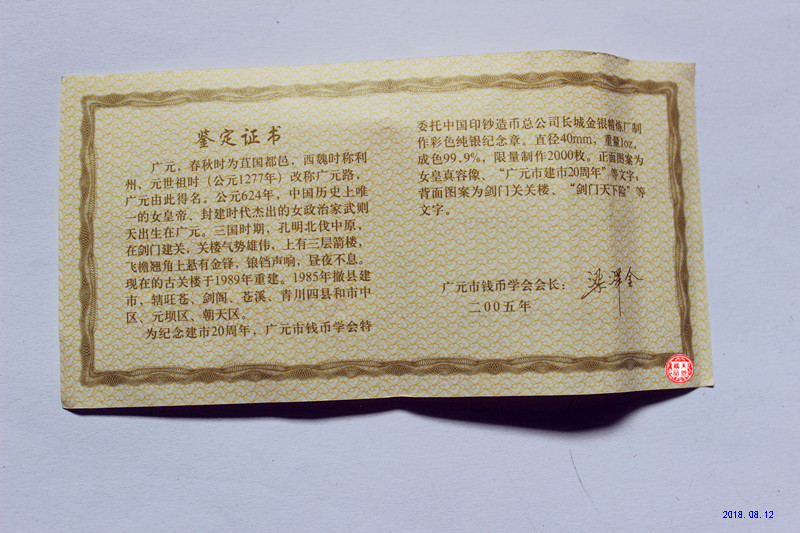 鉴定证书
广元，春秋时为苴国都邑，西魏时称利
州、元世祖时（公元1277年）改称广元路，
广元由此得名。公元624年，中国历史上唯
一的女皇帝、封建时代杰出的女政治家武则
天出生在广元。三国时期，孔明北伐中原，
在剑门建关，关楼气势雄伟，上有三层箭楼，
飞檐翘角上悬有金铎，锒铛声响，昼夜不息。
现在的古关楼于1989年重建。1985年撤县建
市、辖旺苍、剑阁、苍溪、青川四县和市中
区、元坝区、朝天区。
为纪念建市20周年，广元市钱币学会特
委托中国印钞造币总公司长城金银精炼厂制
作彩色纯银纪念章。直径40mm，重量1oz，
成色99.9%，限量制作2000枚。正面图案为
女皇真容像、“广元市建市20周年”等文字，
背面图案为剑门关关楼、“剑门天下险”等
文字。
广元市钱币学会会长：
二00五年
2018.08.12